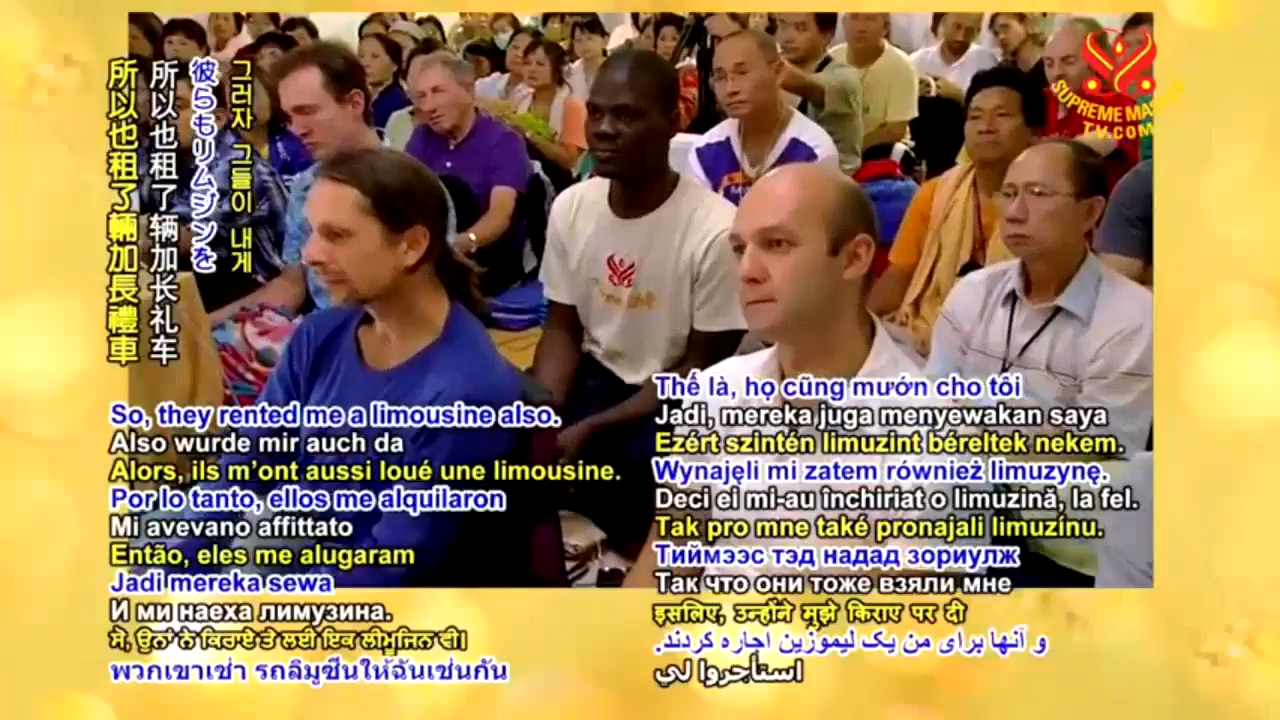 所以也租了輛加長禮車
所以也租了辆加长礼车
彼らもリムジンを
그러자 그들이 내게
SUPREME MASTER
TV.COM
So, they rented me a limousine also.
Also wurde mir auch da
Alors, ils m’ont aussi loué une limousine.
Por lo tanto, ellos me alquilaron
Mi avevano affittato
Então, eles me alugaram
Jadi mereka sewa
И ми наеха лимузина.
ਸੋ, ਉਨਾਂ ਨੇ ਕਿਰਾਏ ਤੇ ਲਈ ਇਕ ਲੀਮੂਜ਼ਿਨ ਵੀ।
พวกเขาเช่า รถลิมูซีนให้ฉันเช่นกัน
Thế là, họ cũng mướn cho tôi
Jadi, mereka juga menyewakan saya
Ezért szintén limuzint béreltek nekem.
Wynajęli mi zatem również limuzynę.
Deci ei mi-au închiriat o limuzină, la fel.
Tak pro mne také pronajali limuzínu.
Тиймээс тэд надад зориулж
Так что они тоже взяли мне
इसलिए, उन्होंने मुझे किराए पर दी
و آنها برای من یک لیموزین اجاره کردند.
استأجروا لي